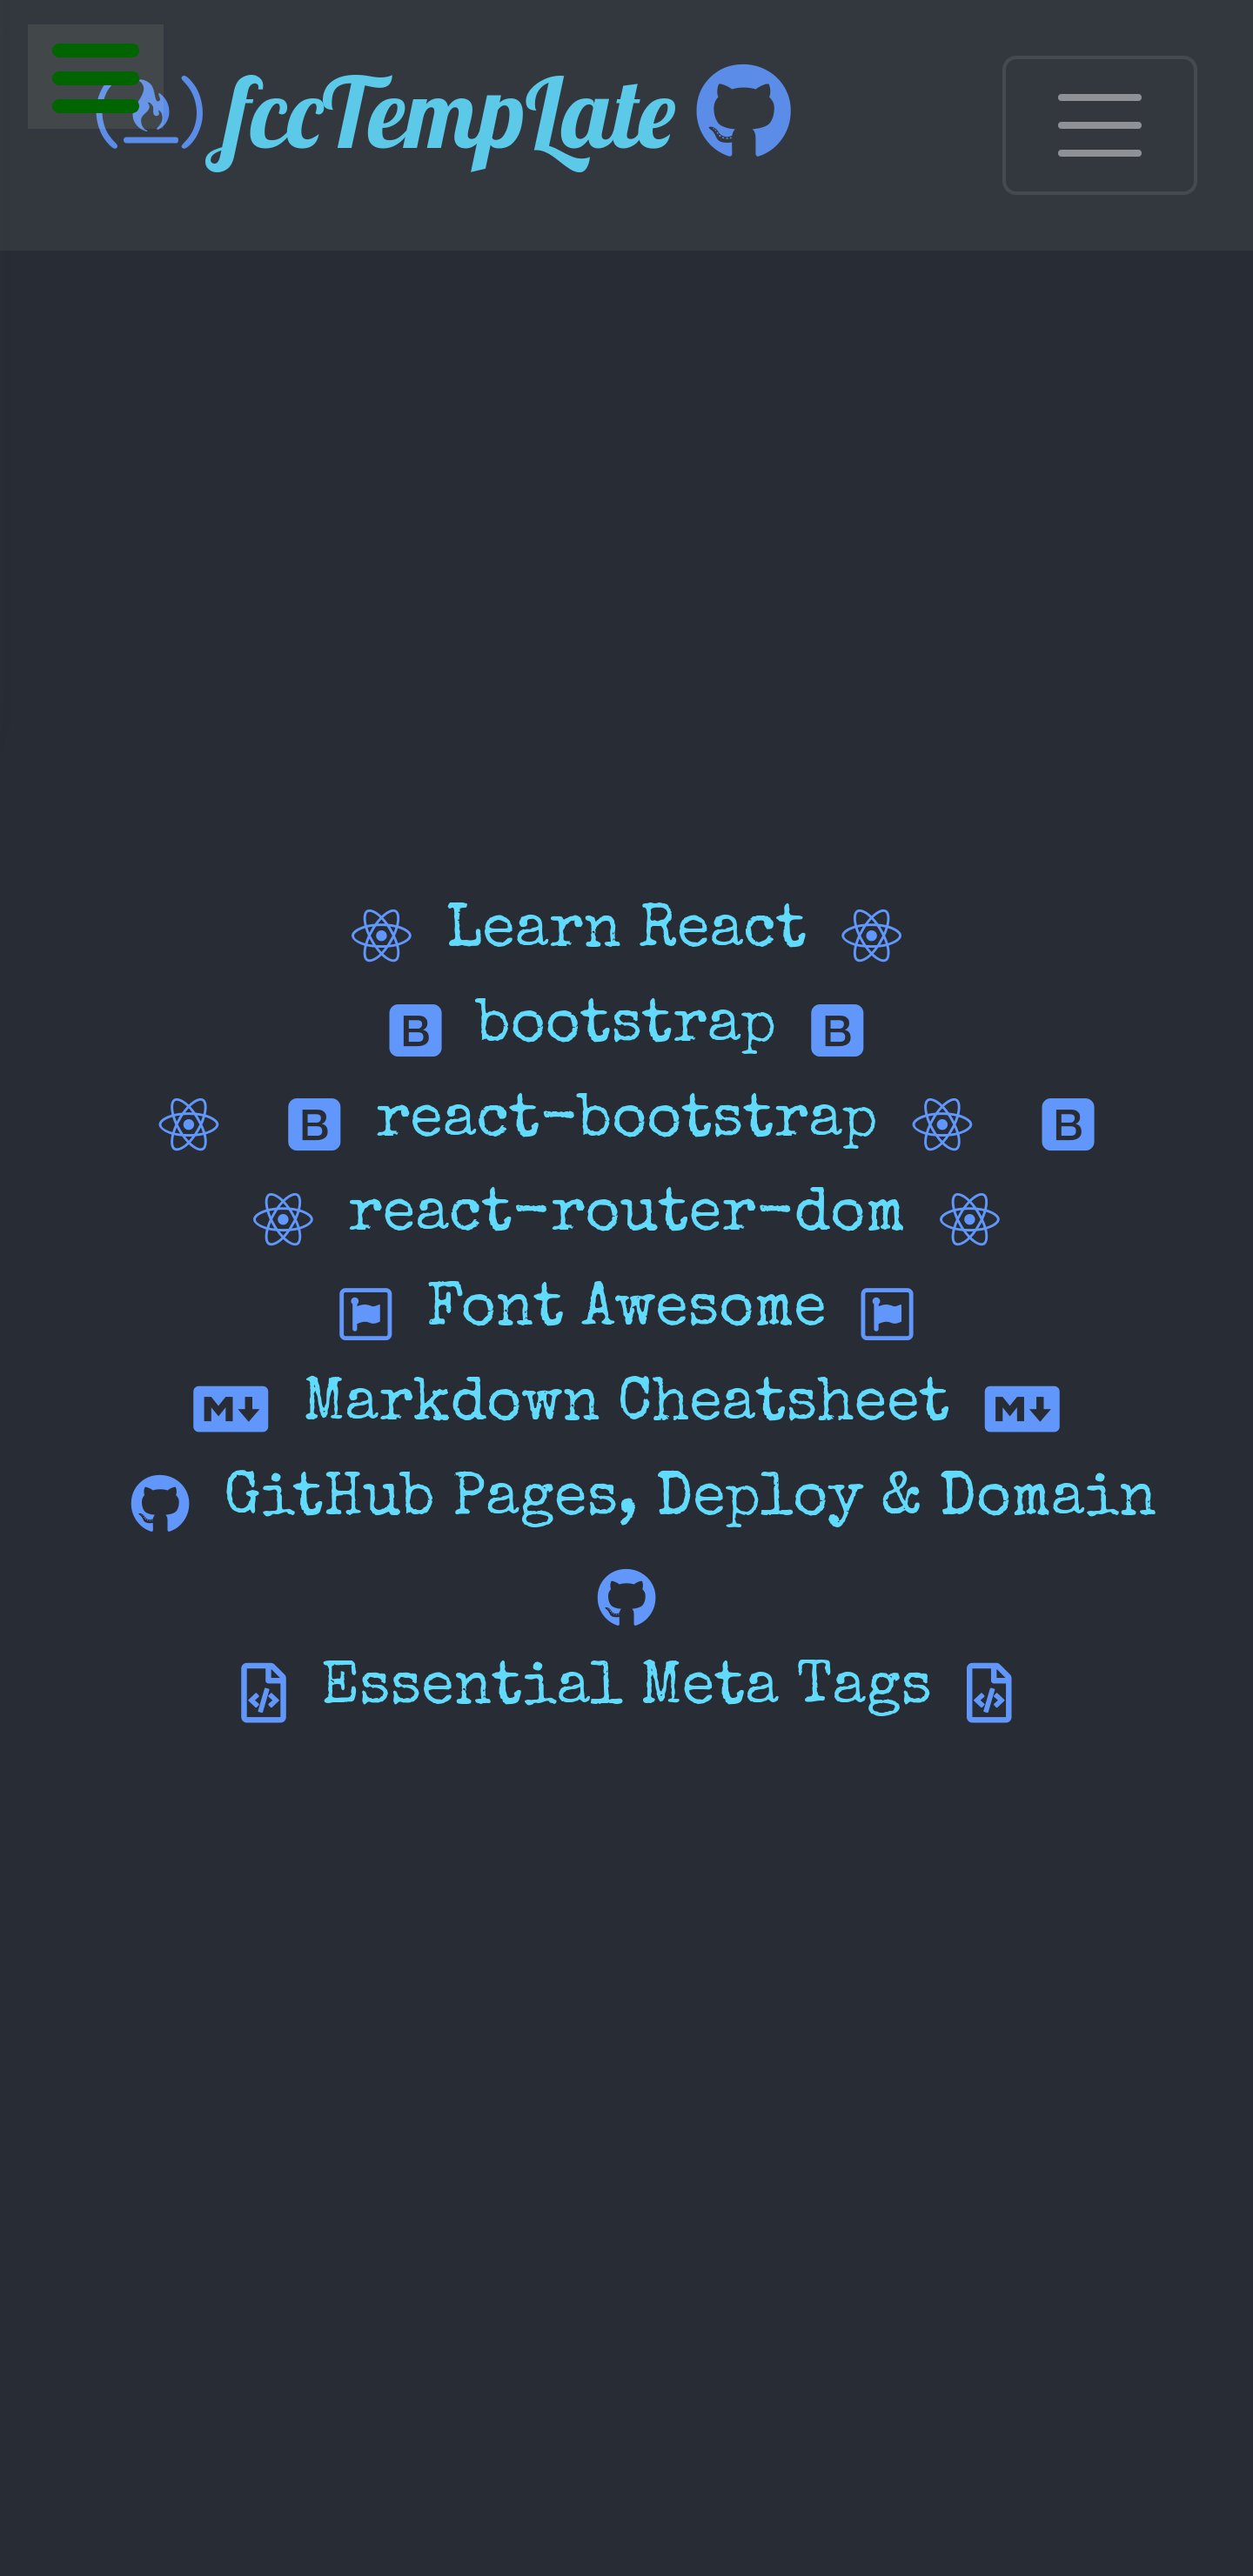 fccTempLate
Learn React
B bootstrap B
B react-bootstrap B
react-router-dom
Font Awesome
M Markdown Cheatsheet M
GitHub Pages, Deploy & Domain
Essential Meta Tags